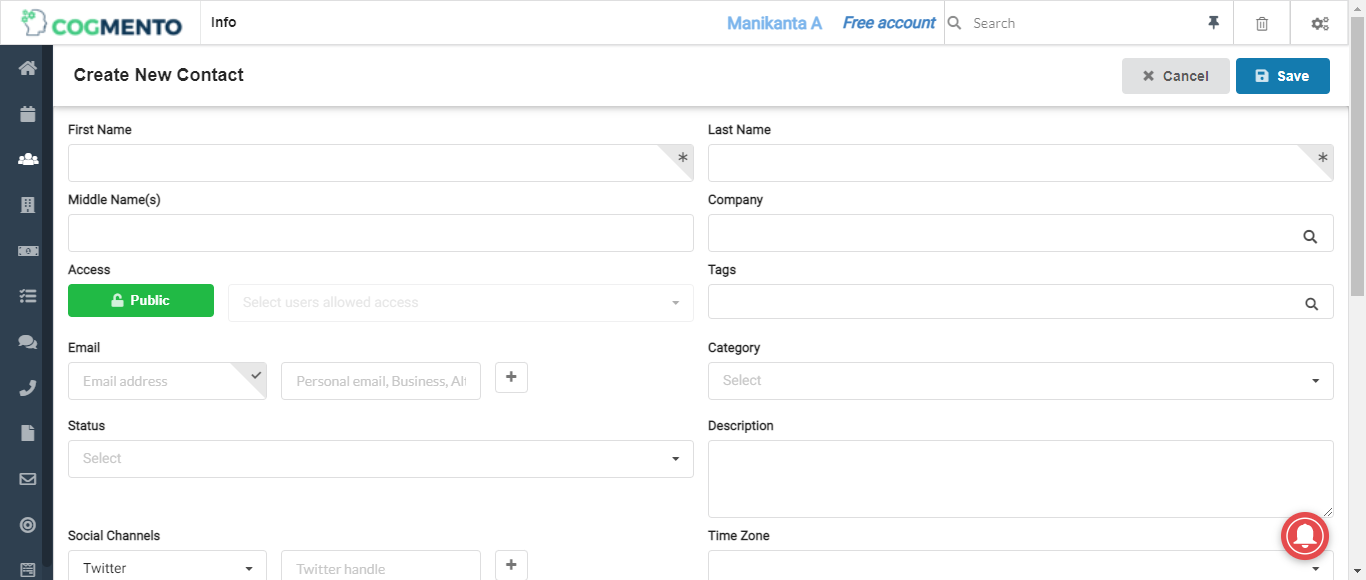 COGMENTO
Info
Manikanta A
Free account
Search
Create New Contact
Cancel
Save
First Name
Last Name
Middle Name(s)
Company
Access
Tags
Public
Select users allowed access
Email
Category
Email address
Personal email, Business, Alt
Select
Status
Description
Select
Social Channels
Time Zone
Twitter
Twitter handle